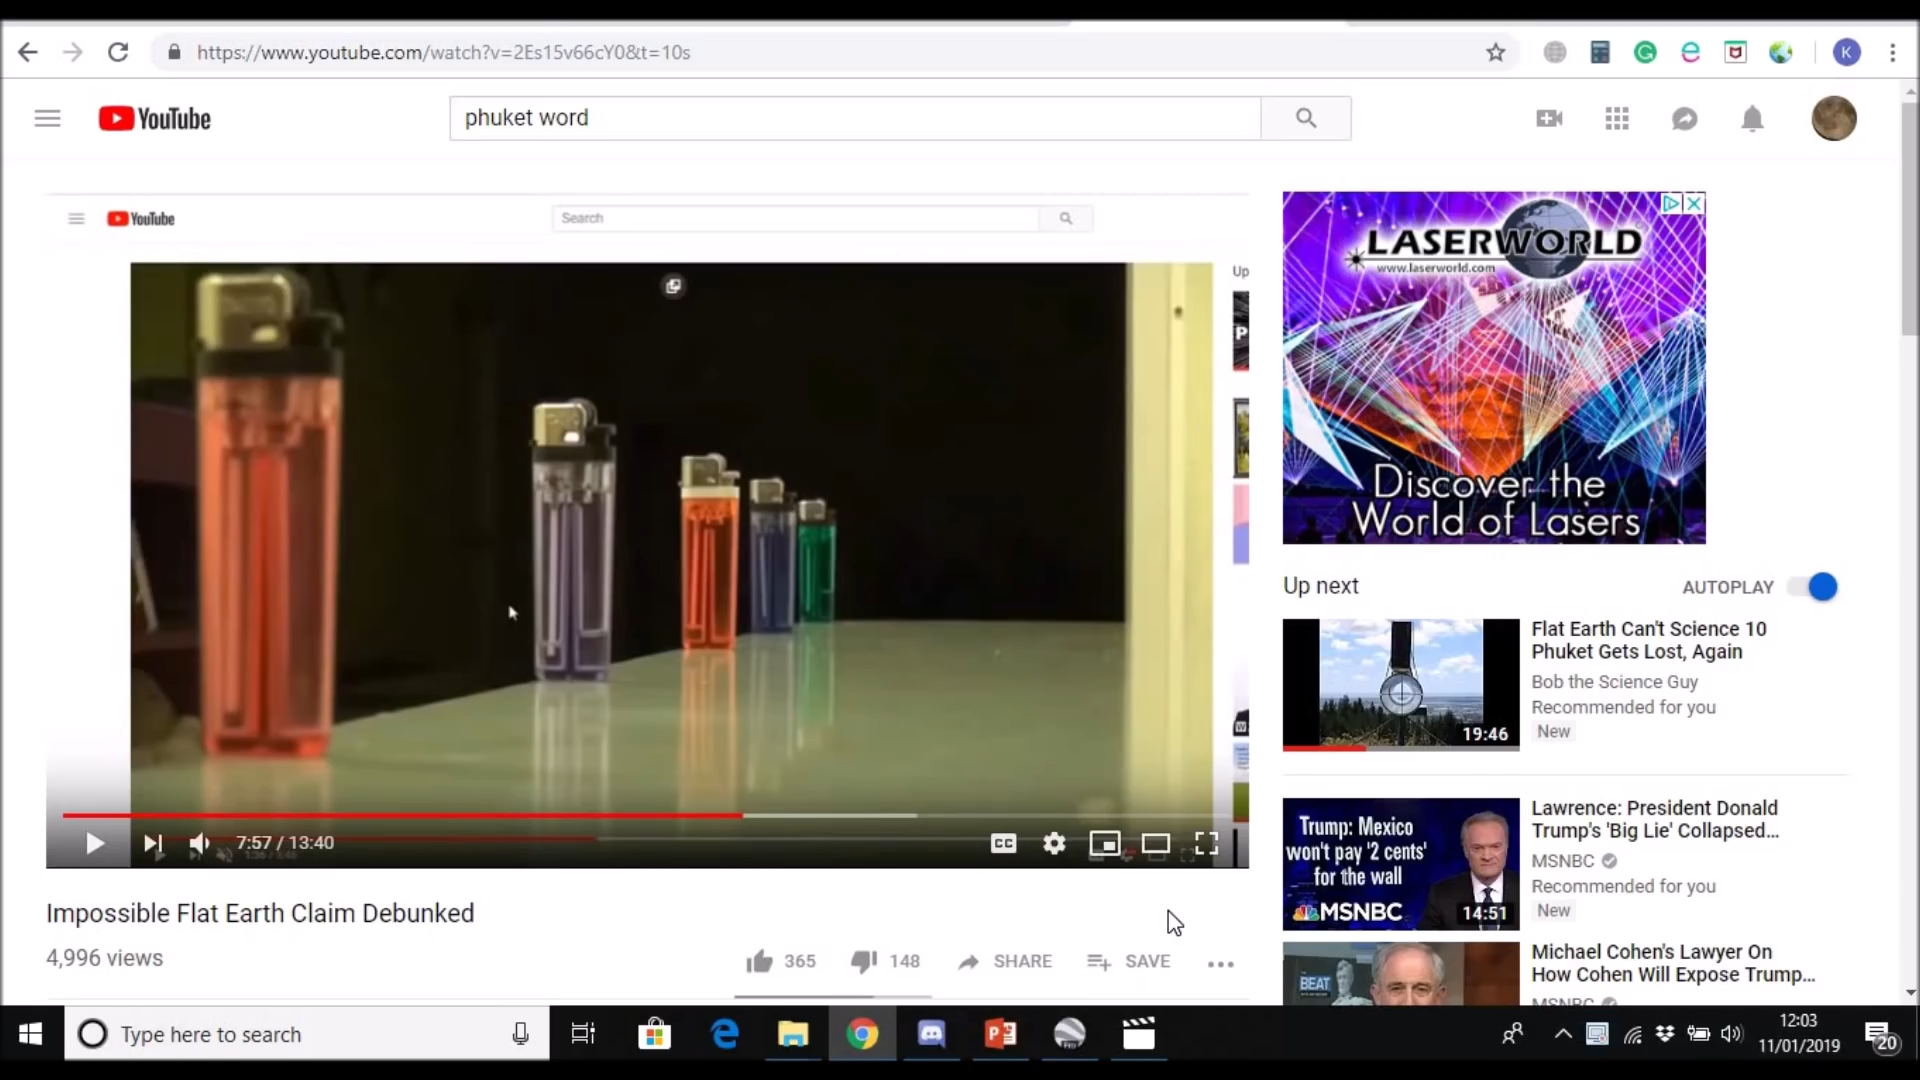 https://www.youtube.com/watch?v=2Es15v66cY0&t=10s
K
YouTube
phuket word
YouTube
Search
Up
7:57 / 13:40
CC
Impossible Flat Earth Claim Debunked
4,996 views
365
148
SHARE
SAVE
LASERWORLD
www.laserworld.com
Discover the
World of Lasers
Up next
AUTOPLAY
19:46
Flat Earth Can't Science 10
Phuket Gets Lost, Again
Bob the Science Guy
Recommended for you
New
Trump: Mexico
won't pay '2 cents'
for the wall
MSNBC
14:51
Lawrence: President Donald
Trump's 'Big Lie' Collapsed...
MSNBC
Recommended for you
New
THE
BEAT
Michael Cohen's Lawyer On
How Cohen Will Expose Trump...
MSNBC
Type here to search
12:03
11/01/2019
20